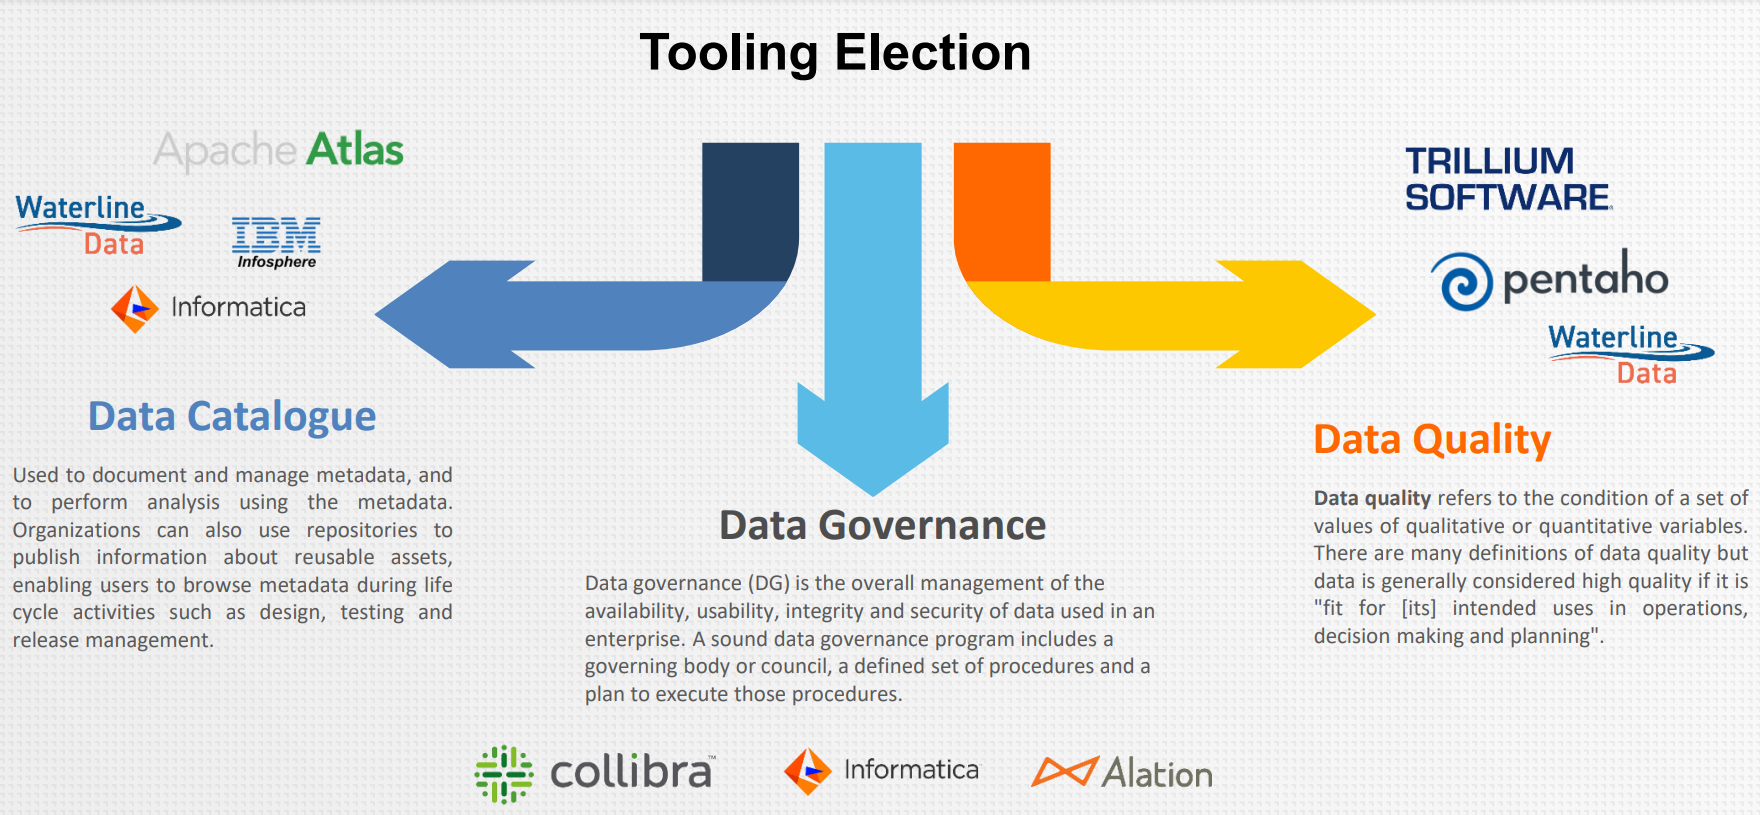 Tooling Election
Apache Atlas
Waterline
Data
IBM
Infosphere
Informatica
Data Catalogue
Used to document and manage metadata, and
to perform analysis using the metadata.
Organizations can also use repositories to
publish information about reusable assets,
enabling users to browse metadata during life
cycle activities such as design, testing and
release management.
Data Governance
Data governance (DG) is the overall management of the
availability, usability, integrity and security of data used in an
enterprise. A sound data governance program includes a
governing body or council, a defined set of procedures and a
plan to execute those procedures.
collibra™
Informatica
Alation
TRILLIUM
SOFTWARE
pentaho
Waterline
Data
Data Quality
Data quality refers to the condition of a set of
values of qualitative or quantitative variables.
There are many definitions of data quality but
data is generally considered high quality if it is
"fit for [its] intended uses in operations,
decision making and planning".